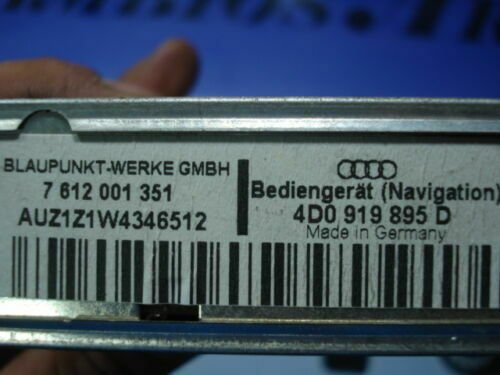 BLAUPUNKT-WERKE GMBH
7 612 001 351
AUZ1Z1W4346512
Bediengerät (Navigation)
4D0 919 895 D
Made in Germany